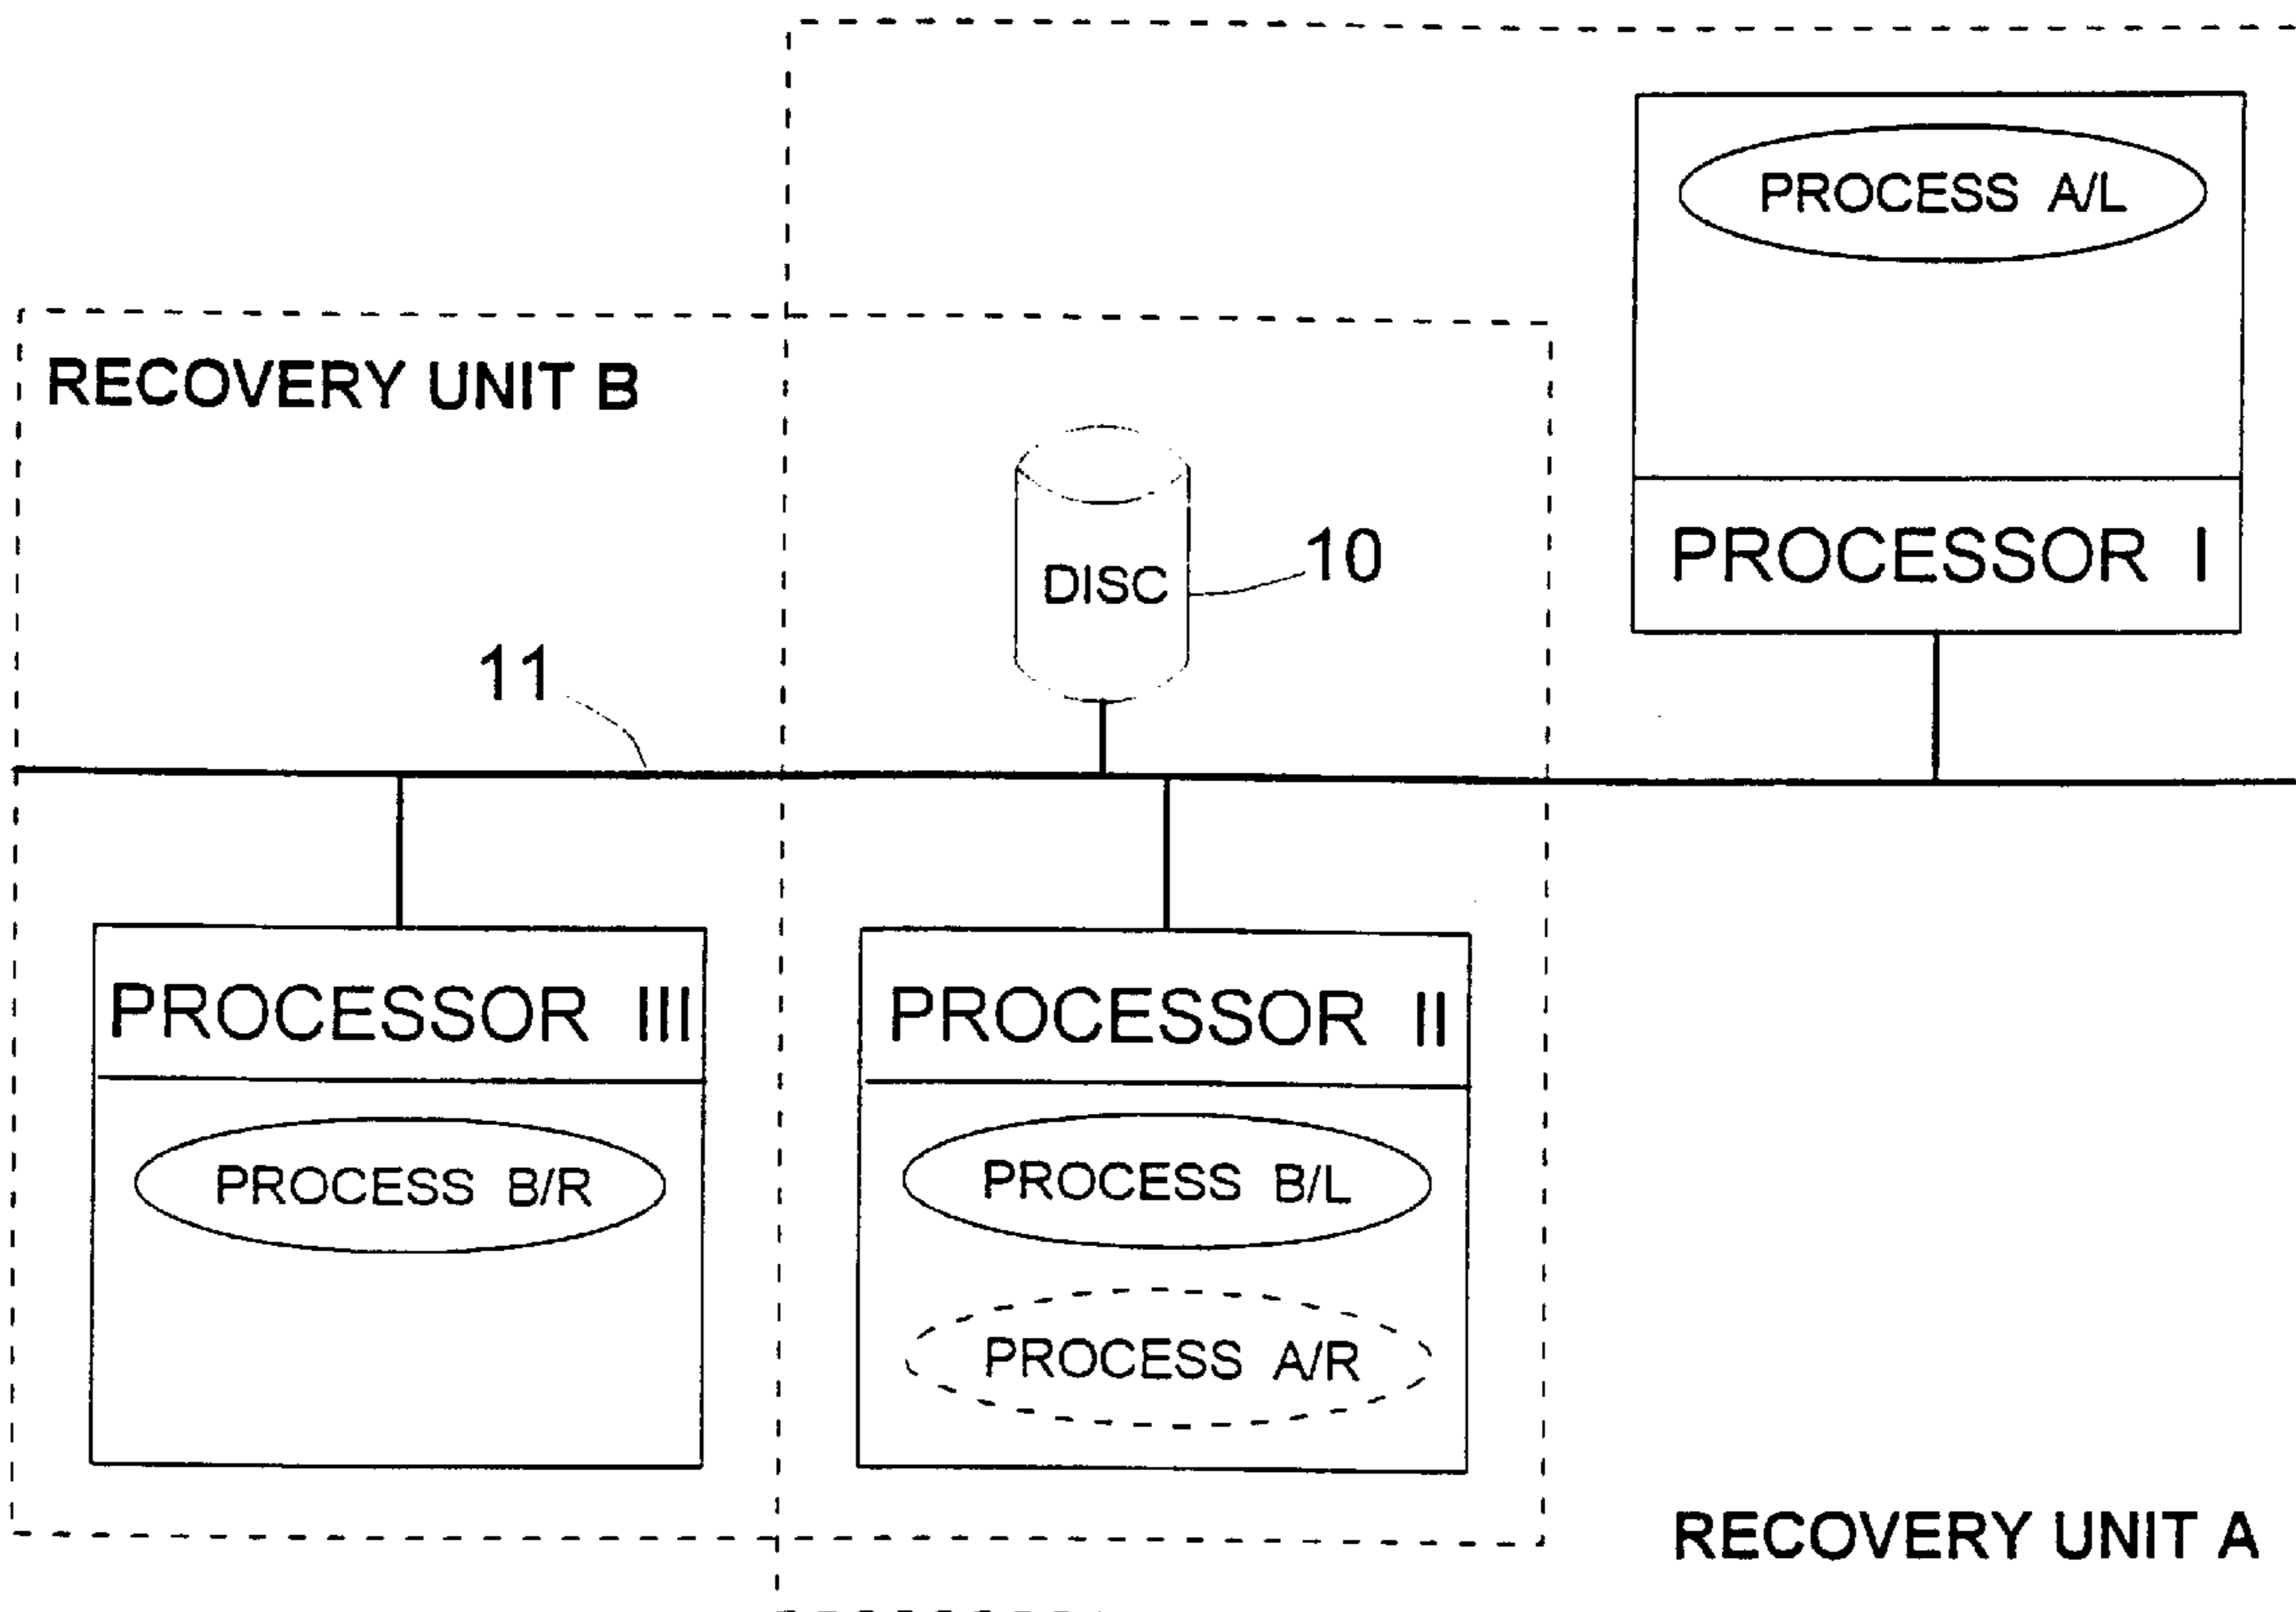 PROCESS A/L
RECOVERY UNIT B
PROCESSOR I
10
DISC
11
PROCESSOR III
PROCESSOR II
PROCESS B/R
PROCESS B/L
PROCESS A/R
RECOVERY UNIT A